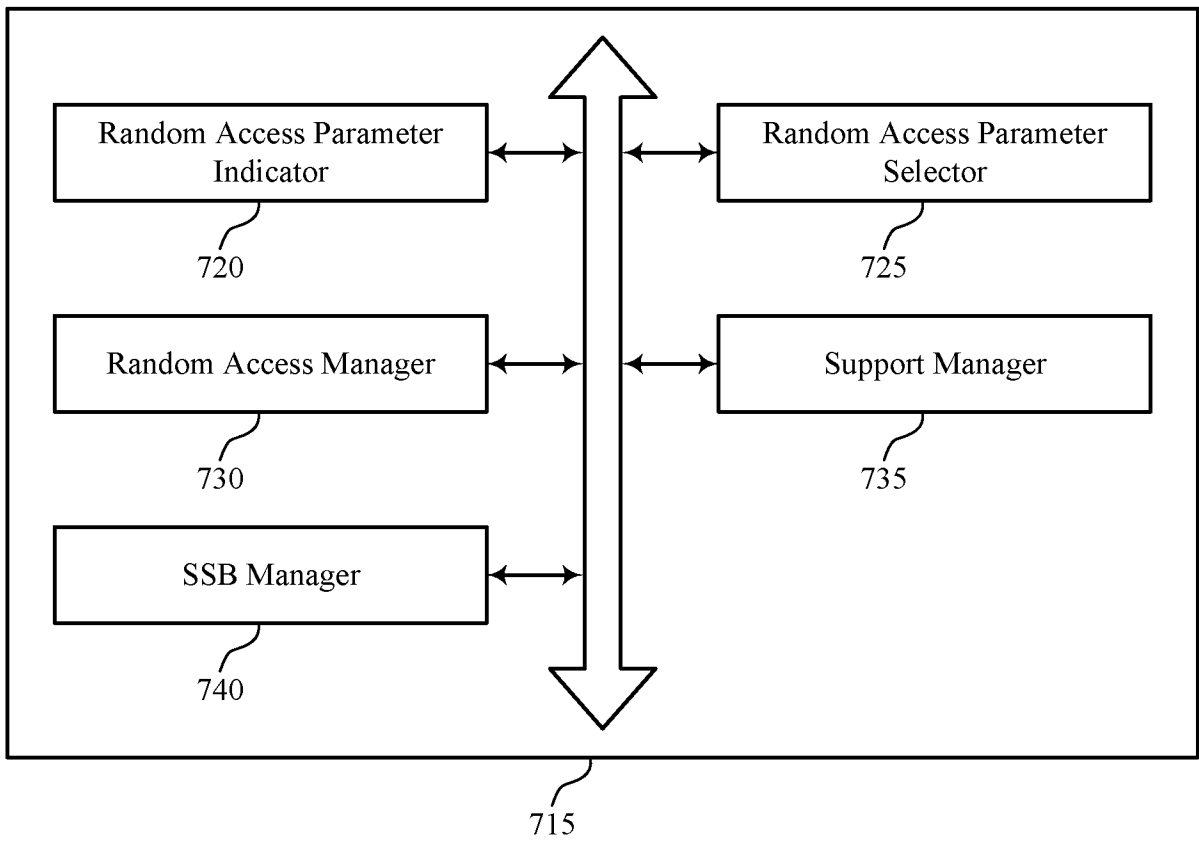 Random Access Parameter
Indicator
720
Random Access Parameter
Selector
725
Random Access Manager
730
Support Manager
735
SSB Manager
740
715